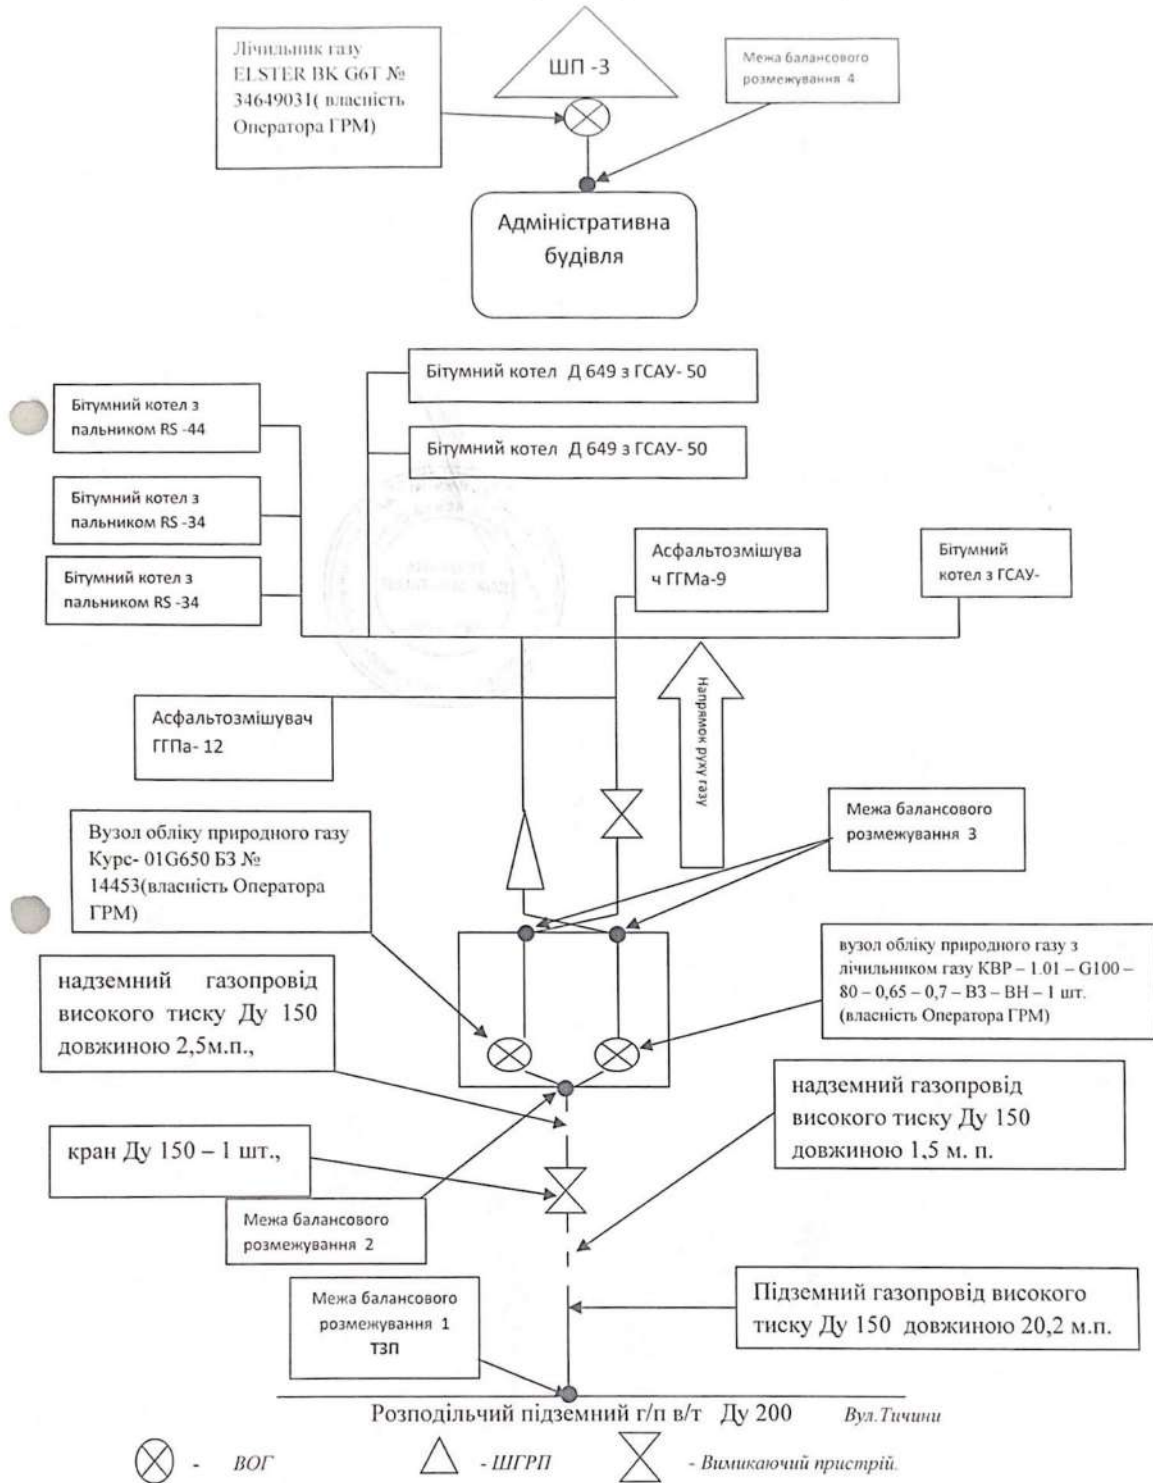 Лічильник газу
ELSTER BK G6T №
34649031( власність
Оператора ГРМ)
ШП -3
Межа балансового
розмежування 4
Адміністративна
будівля
Бітумний котел Д 649 з ГСАУ- 50
Бітумний котел з
пальником RS -44
Бітумний котел Д 649 з ГСАУ- 50
Бітумний котел з
пальником RS -34
Бітумний котел з
пальником RS -34
Асфальтозмішува
ч ГГМа-9
Бітумний
котел з ГСАУ-
Напрямок руху газу
Асфальтозмішувач
ГГПа- 12
Межа балансового
розмежування 3
Вузол обліку природного газу
Курс- 01G650 БЗ №
14453(власність Оператора
ГРМ)
вузол обліку природного газу з
лічильником газу КВР – 1.01 – G100 –
80 – 0,65 – 0,7 – ВЗ – ВН – 1 шт.
(власність Оператора ГРМ)
надземний газопровід
високого тиску Ду 150
довжиною 2,5м.п.,
надземний газопровід
високого тиску Ду 150
довжиною 1,5 м. п.
кран Ду 150 – 1 шт.,
Межа балансового
розмежування 2
Межа балансового
розмежування 1
ТЗП
Підземний газопровід високого
тиску Ду 150 довжиною 20,2 м.п.
Розподільчий підземний г/п в/т Ду 200 Вул.Тичини
- ВОГ - ШГРП - Вимикаючий пристрій.